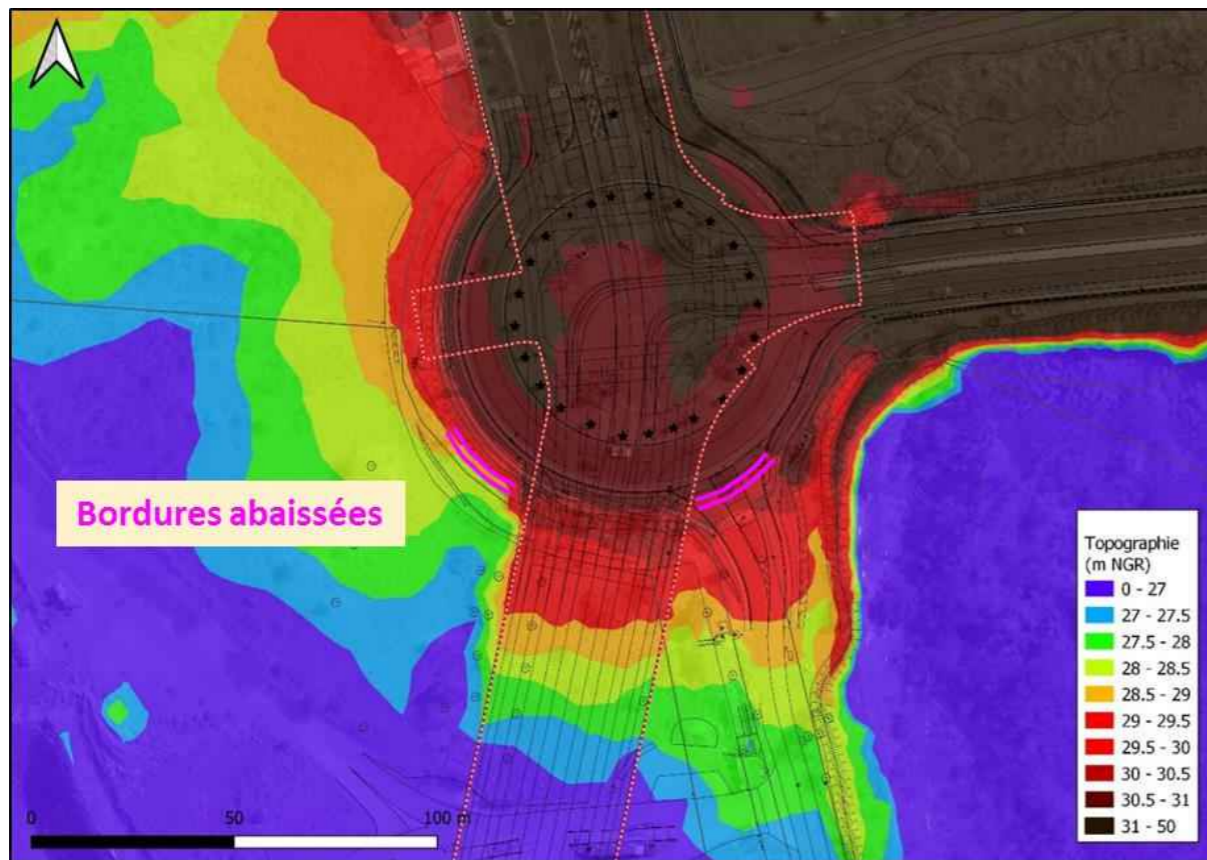 Bordures abaissées
Topographie
(m NGR)
0 - 27
27 - 27.5
27.5 - 28
28 - 28.5
28.5 - 29
29 - 29.5
29.5 - 30
30 - 30.5
30.5 - 31
31 - 50
0 50 100 m